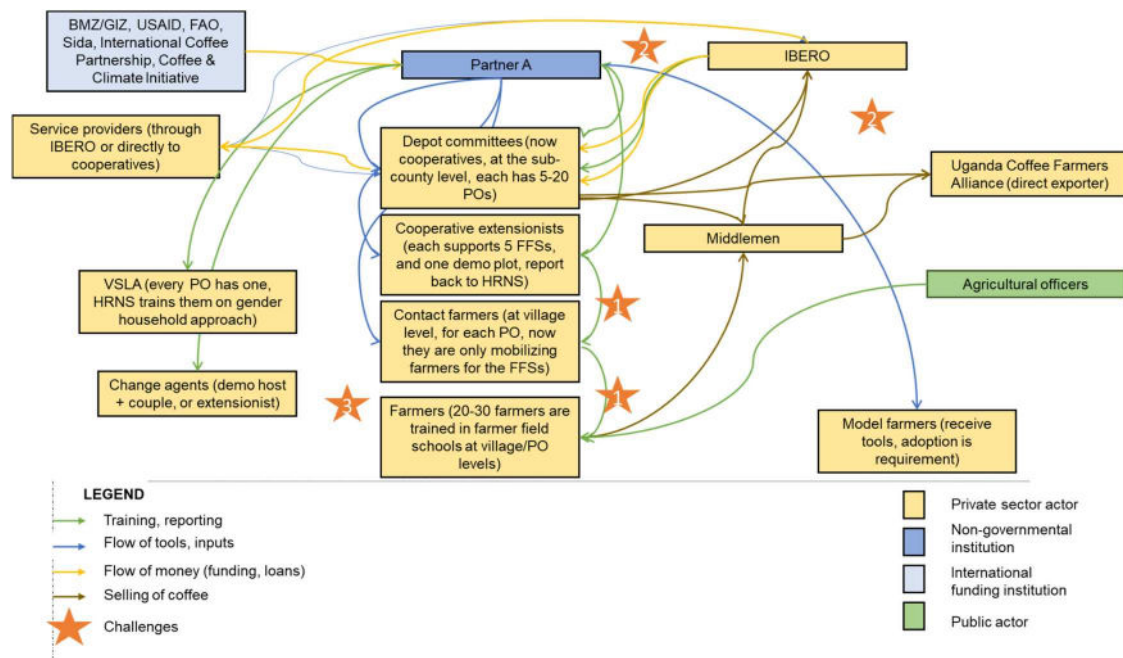 BMZ/GIZ, USAID, FAO,
Sida, International Coffee
Partnership, Coffee &
Climate Initiative
Partner A
2
IBERO
2
Service providers (through
IBERO or directly to
cooperatives)
Depot committees (now
cooperatives, at the sub-
county level, each has 5-20
POs)
Uganda Coffee Farmers
Alliance (direct exporter)
Cooperative extensionists
(each supports 5 FFSs,
and one demo plot, report
back to HRNS)
Middlemen
VSLA (every PO has one,
HRNS trains them on gender
household approach)
Agricultural officers
1
Contact farmers (at village
level, for each PO, now
they are only mobilizing
farmers for the FFSs)
Change agents (demo host
+ couple, or extensionist)
3
1
Farmers (20-30 farmers are
trained in farmer field
schools at village/PO
levels)
Model farmers (receive
tools, adoption is
requirement)
LEGEND
Training, reporting
Flow of tools, inputs
Flow of money (funding, loans)
Selling of coffee
Challenges
Private sector actor
Non-governmental
institution
International
funding institution
Public actor